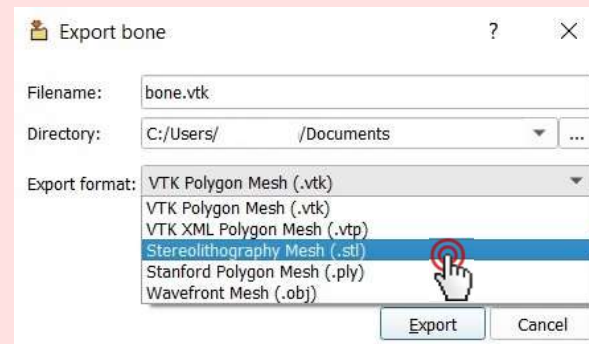 Export bone ?
Filename: bone.vtk
Directory: C:/Users/ /Documents ...
Export format: VTK Polygon Mesh (.vtk)
VTK Polygon Mesh (.vtk)
VTK XML Polygon Mesh (.vtp)
Stereolithography Mesh (.stl)
Stanford Polygon Mesh (.ply)
Wavefront Mesh (.obj)
Export Cancel